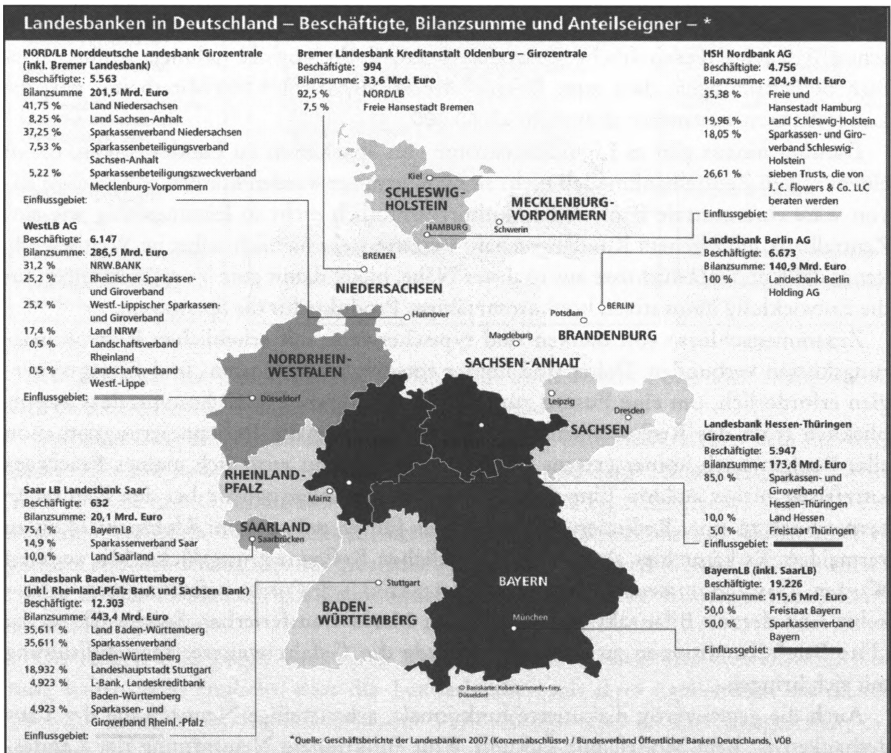 Landesbanken in Deutschland – Beschäftigte, Bilanzsumme und Anteilseigner – *
NORD/LB Norddeutsche Landesbank Girozentrale
(inkl. Bremer Landesbank)
Beschäftigte: 5.563
Bilanzsumme 201,5 Mrd. Euro
41,75 % Land Niedersachsen
8,25 % Land Sachsen-Anhalt
37,25 % Sparkassenverband Niedersachsen
7,53 % Sparkassenbeteiligungsverband
Sachsen-Anhalt
5,22 % Sparkassenbeteiligungszweckverband
Mecklenburg-Vorpommern
Einflussgebiet:
WestLB AG
Beschäftigte: 6.147
Bilanzsumme: 286,5 Mrd. Euro
31,2 % NRW.BANK
25,2 % Rheinischer Sparkassen-
und Giroverband
25,2 % Westf.-Lippischer Sparkassen-
und Giroverband
17,4 % Land NRW
0,5 % Landschaftsverband
Rheinland
0,5 % Landschaftsverband
Westf.-Lippe
Einflussgebiet:
Saar LB Landesbank Saar
Beschäftigte: 632
Bilanzsumme: 20,1 Mrd. Euro
75,1 % BayernLB
14,9 % Sparkassenverband Saar
10,0 % Land Saarland
Landesbank Baden-Württemberg
(inkl. Rheinland-Pfalz Bank und Sachsen Bank)
Beschäftigte: 12.303
Bilanzsumme: 443,4 Mrd. Euro
35,611 % Land Baden-Württemberg
35,611 % Sparkassenverband
Baden-Württemberg
18,932 % Landeshauptstadt Stuttgart
4,923 % L-Bank, Landeskreditbank
Baden-Württemberg
4,923 % Sparkassen- und
Giroverband Rheinl.-Pfalz
Einflussgebiet:
Bremer Landesbank Kreditanstalt Oldenburg – Girozentrale
Beschäftigte: 994
Bilanzsumme: 33,6 Mrd. Euro
92,5 % NORD/LB
7,5 % Freie Hansestadt Bremen
Kiel
SCHLESWIG-
HOLSTEIN
MECKLENBURG-
VORPOMMERN
Schwerin
HAMBURG
BREMEN
NIEDERSACHSEN
Hannover
BERLIN
Potsdam
BRANDENBURG
Magdeburg
SACHSEN-ANHALT
NORDRHEIN-
WESTFALEN
Düsseldorf
Leipzig
Dresden
SACHSEN
RHEINLAND-
PFALZ
Mainz
SAARLAND
Saarbrücken
Stuttgart
BADEN-
WÜRTTEMBERG
BAYERN
München
© Basiskarte: Kober-Kümmerly+Frey,
Düsseldorf
HSH Nordbank AG
Beschäftigte: 4.756
Bilanzsumme: 204,9 Mrd. Euro
35,38 % Freie und
Hansestadt Hamburg
19,96 % Land Schleswig-Holstein
18,05 % Sparkassen- und Giro-
verband Schleswig-
Holstein
26,61 % sieben Trusts, die von
J. C. Flowers & Co. LLC
beraten werden
Einflussgebiet:
Landesbank Berlin AG
Beschäftigte: 6.673
Bilanzsumme: 140,9 Mrd. Euro
100 % Landesbank Berlin
Holding AG
Landesbank Hessen-Thüringen
Girozentrale
Beschäftigte: 5.947
Bilanzsumme: 173,8 Mrd. Euro
85,0 % Sparkassen- und
Giroverband
Hessen-Thüringen
10,0 % Land Hessen
5,0 % Freistaat Thüringen
Einflussgebiet:
BayernLB (inkl. SaarLB)
Beschäftigte: 19.226
Bilanzsumme: 415,6 Mrd. Euro
50,0 % Freistaat Bayern
50,0 % Sparkassenverband
Bayern
Einflussgebiet:
*Quelle: Geschäftsberichte der Landesbanken 2007 (Konzernabschlüsse) / Bundesverband Öffentlicher Banken Deutschlands, VÖB